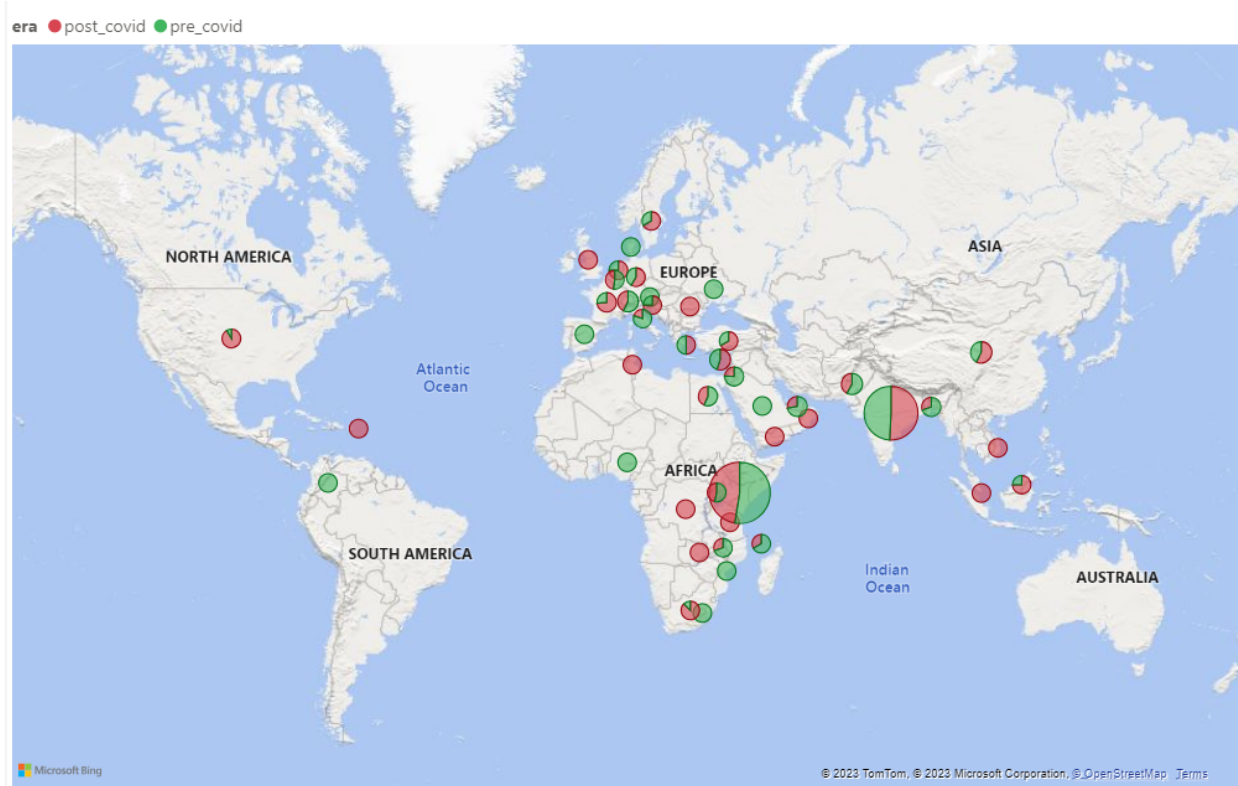 era post_covid pre_covid
NORTH AMERICA
ASIA
EUROPE
Atlantic
Ocean
AFRICA
SOUTH AMERICA
Indian
Ocean
AUSTRALIA
Microsoft Bing
© 2023 TomTom, © 2023 Microsoft Corporation, © OpenStreetMap Terms